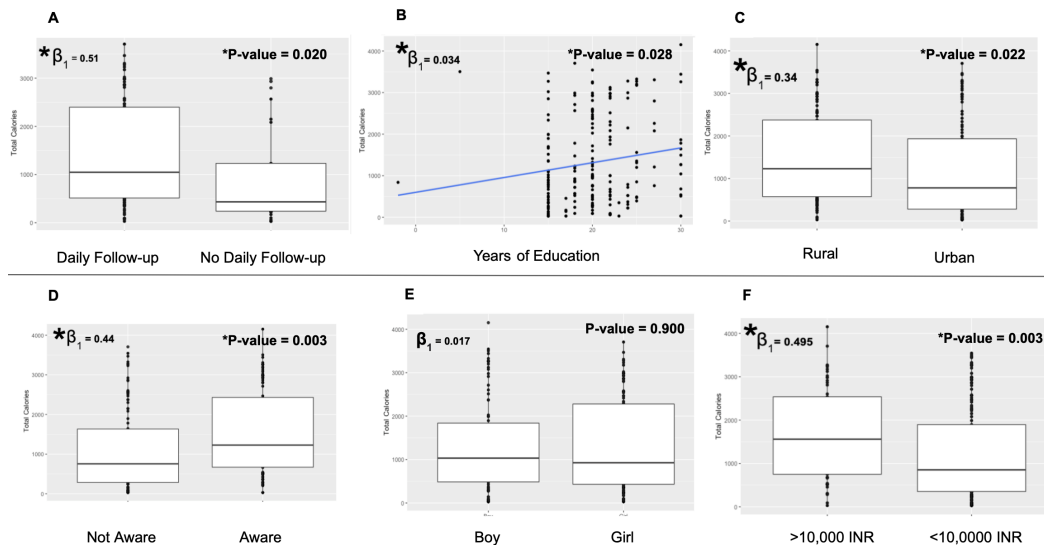 A
*β1 = 0.51
*P-value = 0.020
Total Calories
3000
2000
1000
0
Daily Follow-up
No Daily Follow-up
B
*β1 = 0.034
*P-value = 0.028
Total Calories
4000
3000
2000
1000
0
0
10
20
30
Years of Education
C
*β1 = 0.34
*P-value = 0.022
Total Calories
4000
3000
2000
1000
0
Rural
Urban
D
*β1 = 0.44
*P-value = 0.003
Total Calories
4000
3000
2000
1000
0
Not Aware
Aware
E
β1 = 0.017
P-value = 0.900
Total Calories
4000
3000
2000
1000
0
Boy
Girl
F
*β1 = 0.495
*P-value = 0.003
Total Calories
4000
3000
2000
1000
0
>10,000 INR
<10,0000 INR